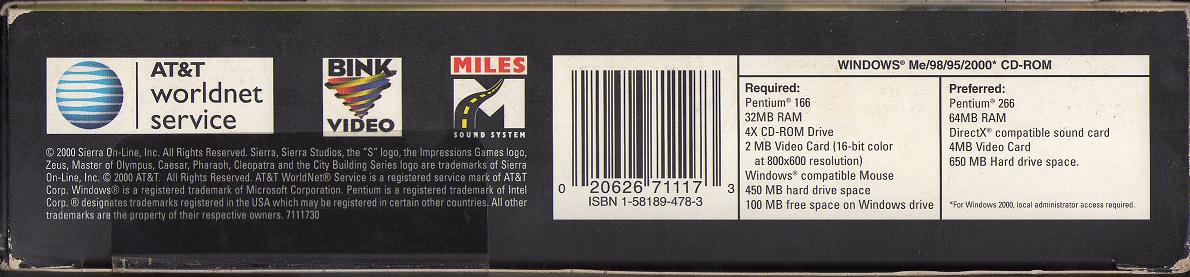 AT&T
worldnet
service
BINK
VIDEO
MILES
SOUND SYSTEM
© 2000 Sierra On-Line, Inc. All Rights Reserved. Sierra, Sierra Studios, the "S" logo, the Impressions Games logo,
Zeus, Master of Olympus, Caesar, Pharaoh, Cleopatra and the City Building Series logo are trademarks of Sierra
On-Line, Inc. © 2000 AT&T. All Rights Reserved. AT&T WorldNet® Service is a registered service mark of AT&T
Corp. Windows® is a registered trademark of Microsoft Corporation. Pentium is a registered trademark of Intel
Corp. ® designates trademarks registered in the USA which may be registered in certain other countries. All other
trademarks are the property of their respective owners. 7111730
0 20626 71117 3
ISBN 1-58189-478-3
WINDOWS® Me/98/95/2000* CD-ROM
Required:
Pentium® 166
32MB RAM
4X CD-ROM Drive
2 MB Video Card (16-bit color
at 800x600 resolution)
Windows® compatible Mouse
450 MB hard drive space
100 MB free space on Windows drive
Preferred:
Pentium® 266
64MB RAM
DirectX® compatible sound card
4MB Video Card
650 MB Hard drive space.
*For Windows 2000, local administrator access required.